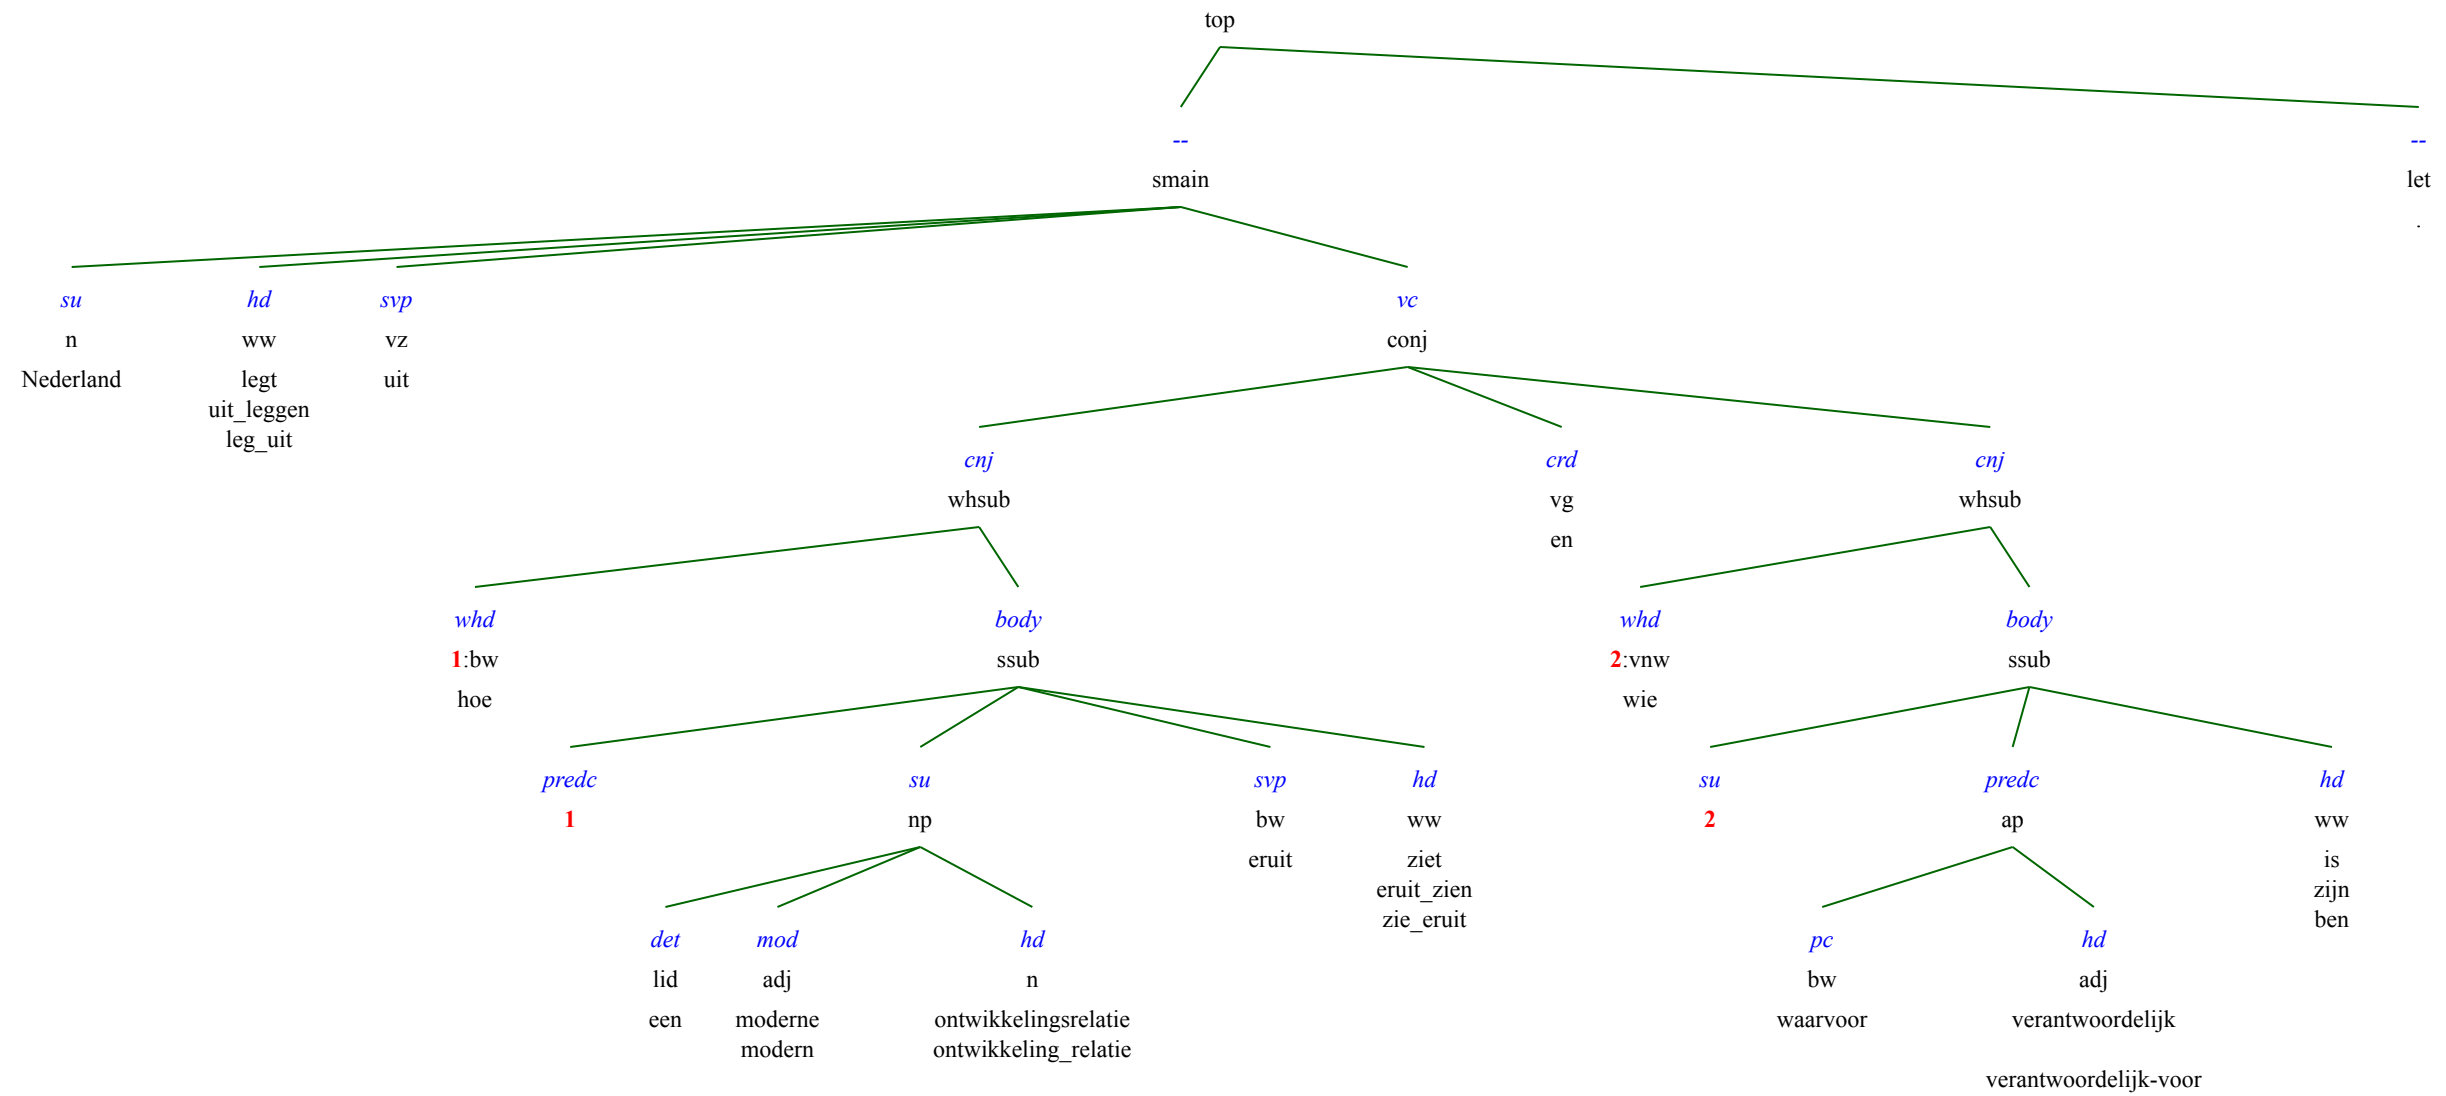 top
-- --
smain let
.
su hd svp vc
n ww vz conj
Nederland legt uit
uit_leggen
leg_uit
cnj crd cnj
whsub vg whsub
en
whd body whd body
1:bw ssub 2:vnw ssub
hoe wie
predc su svp hd su predc hd
1 np bw ww 2 ap ww
eruit ziet is
eruit_zien zijn
zie_eruit ben
det mod hd pc hd
lid adj n bw adj
een moderne ontwikkelingsrelatie waarvoor verantwoordelijk
modern ontwikkeling_relatie
verantwoordelijk-voor